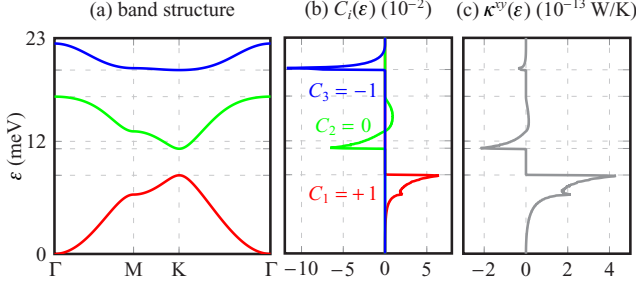 (a) band structure
(b) C_i(ε) (10^{-2})
(c) κ^{xy}(ε) (10^{-13} W/K)
23
12
0
ε (meV)
C_3 = −1
C_2 = 0
C_1 = +1
Γ M K Γ
−10 −5 0 5
−2 0 2 4